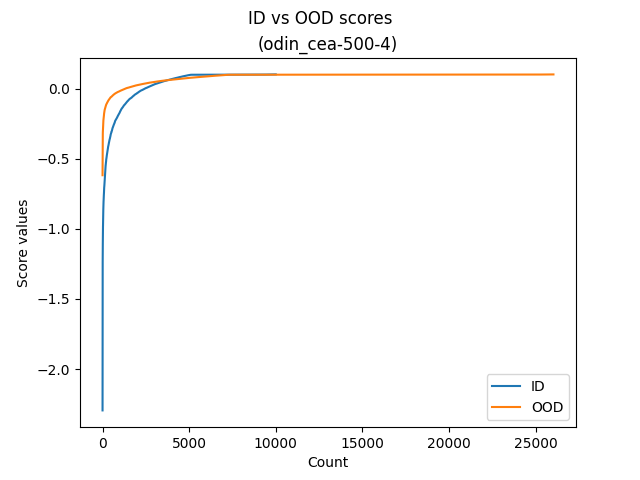 ID vs OOD scores
(odin_cea-500-4)
0.0
−0.5
−1.0
−1.5
−2.0
Score values
0 5000 10000 15000 20000 25000
Count
ID
OOD